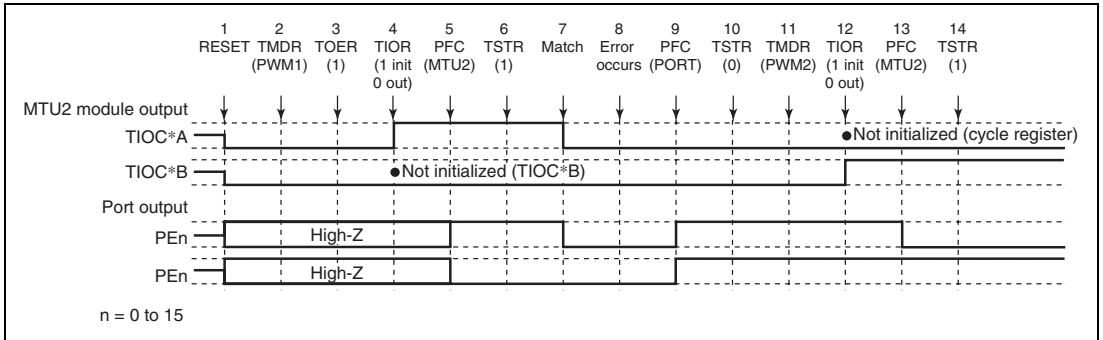 1 2 3 4 5 6 7 8 9 10 11 12 13 14
RESET TMDR TOER TIOR PFC TSTR Match Error PFC TSTR TMDR TIOR PFC TSTR
(PWM1) (1) (1 init (MTU2) (1) occurs (PORT) (0) (PWM2) (1 init (MTU2) (1)
0 out) 0 out)
MTU2 module output
TIOC*A
●Not initialized (cycle register)
TIOC*B
●Not initialized (TIOC*B)
Port output
PEn
High-Z
PEn
High-Z
n = 0 to 15